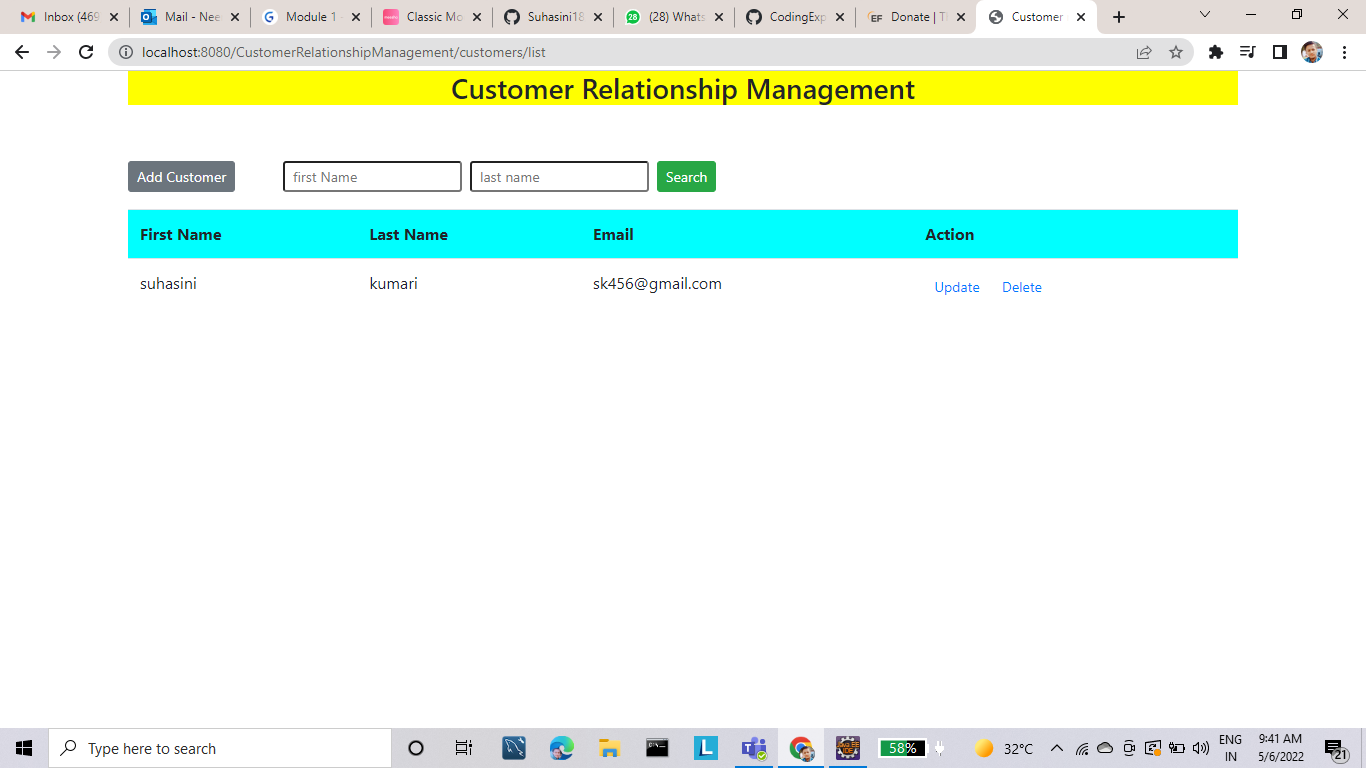 Inbox (469
Mail - Nee
Module 1
Classic Mo
Suhasini18
(28) Whats
CodingExp
Donate | T
Customer
localhost:8080/CustomerRelationshipManagement/customers/list
Customer Relationship Management
Add Customer
first Name
last name
Search
First Name Last Name Email Action
suhasini kumari sk456@gmail.com Update Delete
Type here to search
58%
32°C
ENG
IN
9:41 AM
5/6/2022
21